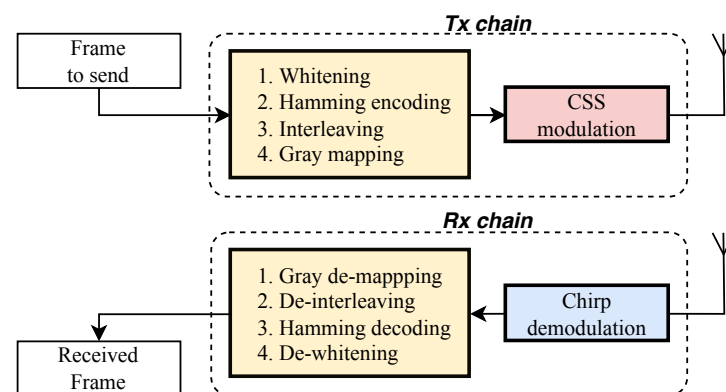 Tx chain
Frame
to send
1. Whitening
2. Hamming encoding
3. Interleaving
4. Gray mapping
CSS
modulation
Rx chain
1. Gray de-mappping
2. De-interleaving
3. Hamming decoding
4. De-whitening
Chirp
demodulation
Received
Frame